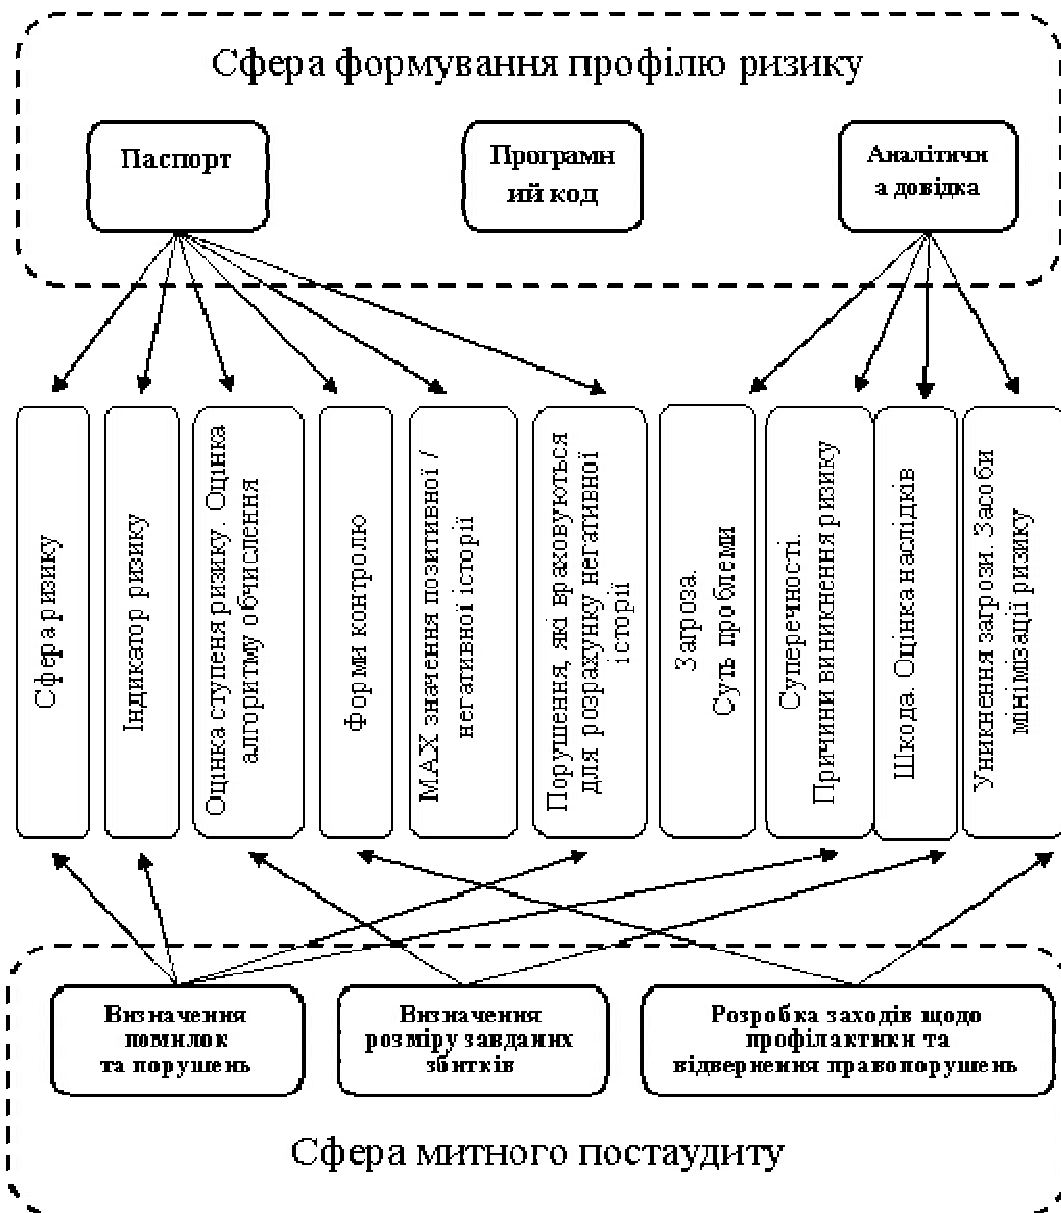 Сфера формування профілю ризику
Паспорт
Програмн
ий код
Аналітичн
а довідка
Сфера ризику
Індикатор ризику
Оцінка ступеня ризику. Оцінка
алгоритму обчислення
Форми контролю
МАХ значення позитивної /
негативної історії
Порушення, які враховуються
для розрахунку негативної
історії
Загроза.
Суть проблеми
Суперечності.
Причини виникнення ризику
Шкода. Оцінка наслідків
Уникнення загрози. Засоби
мінімізації ризику
Визначення
помилок
та порушень
Визначення
розміру завданих
збитків
Розробка заходів щодо
профілактики та
відвернення правопорушень
Сфера митного постаудиту